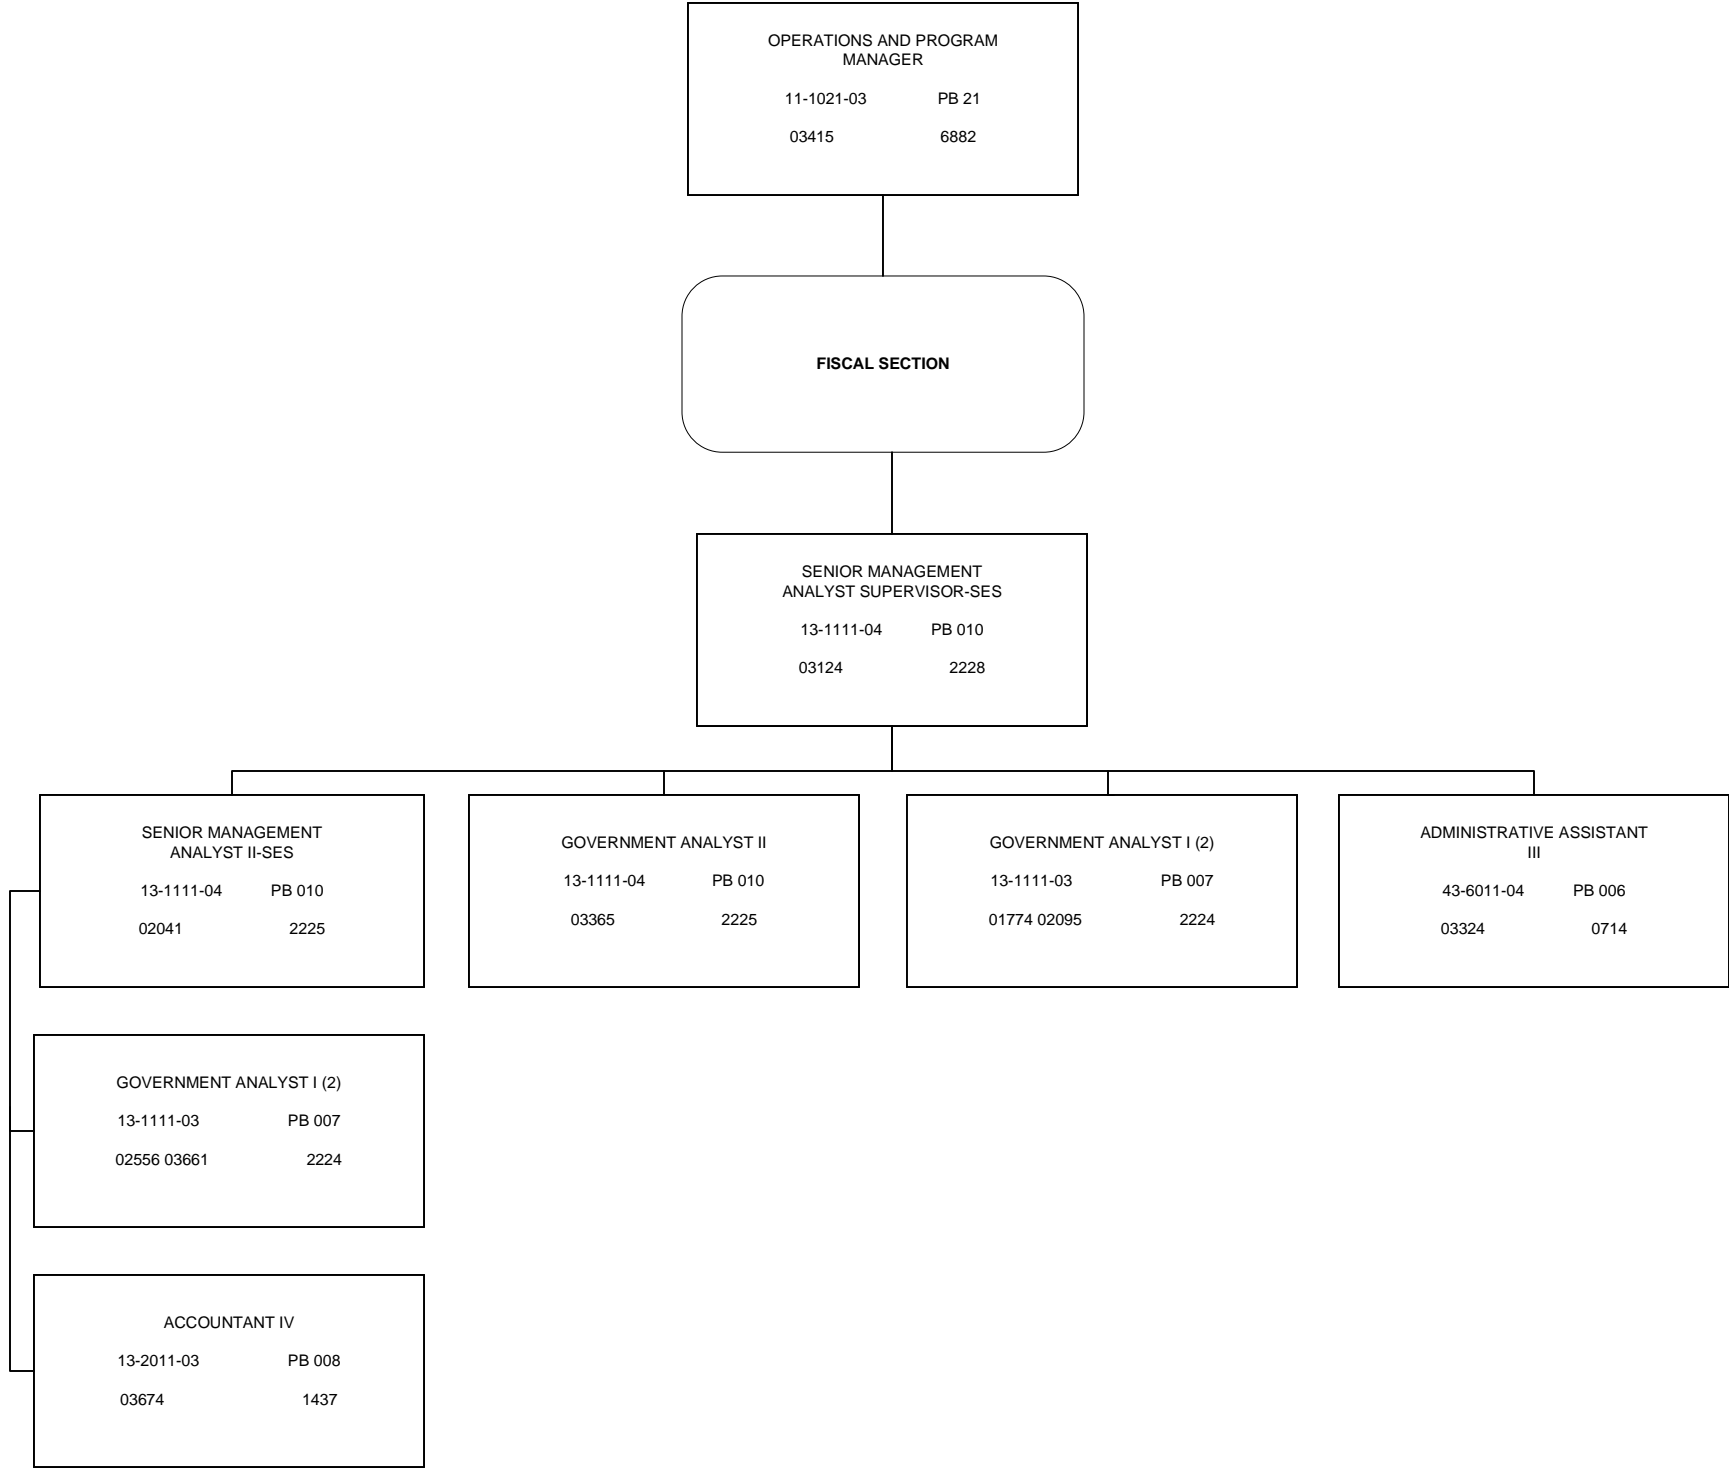 OPERATIONS AND PROGRAM
MANAGER
11-1021-03 PB 21
03415 6882
FISCAL SECTION
SENIOR MANAGEMENT
ANALYST SUPERVISOR-SES
13-1111-04 PB 010
03124 2228
SENIOR MANAGEMENT
ANALYST II-SES
13-1111-04 PB 010
02041 2225
GOVERNMENT ANALYST II
13-1111-04 PB 010
03365 2225
GOVERNMENT ANALYST I (2)
13-1111-03 PB 007
01774 02095 2224
ADMINISTRATIVE ASSISTANT
III
43-6011-04 PB 006
03324 0714
GOVERNMENT ANALYST I (2)
13-1111-03 PB 007
02556 03661 2224
ACCOUNTANT IV
13-2011-03 PB 008
03674 1437